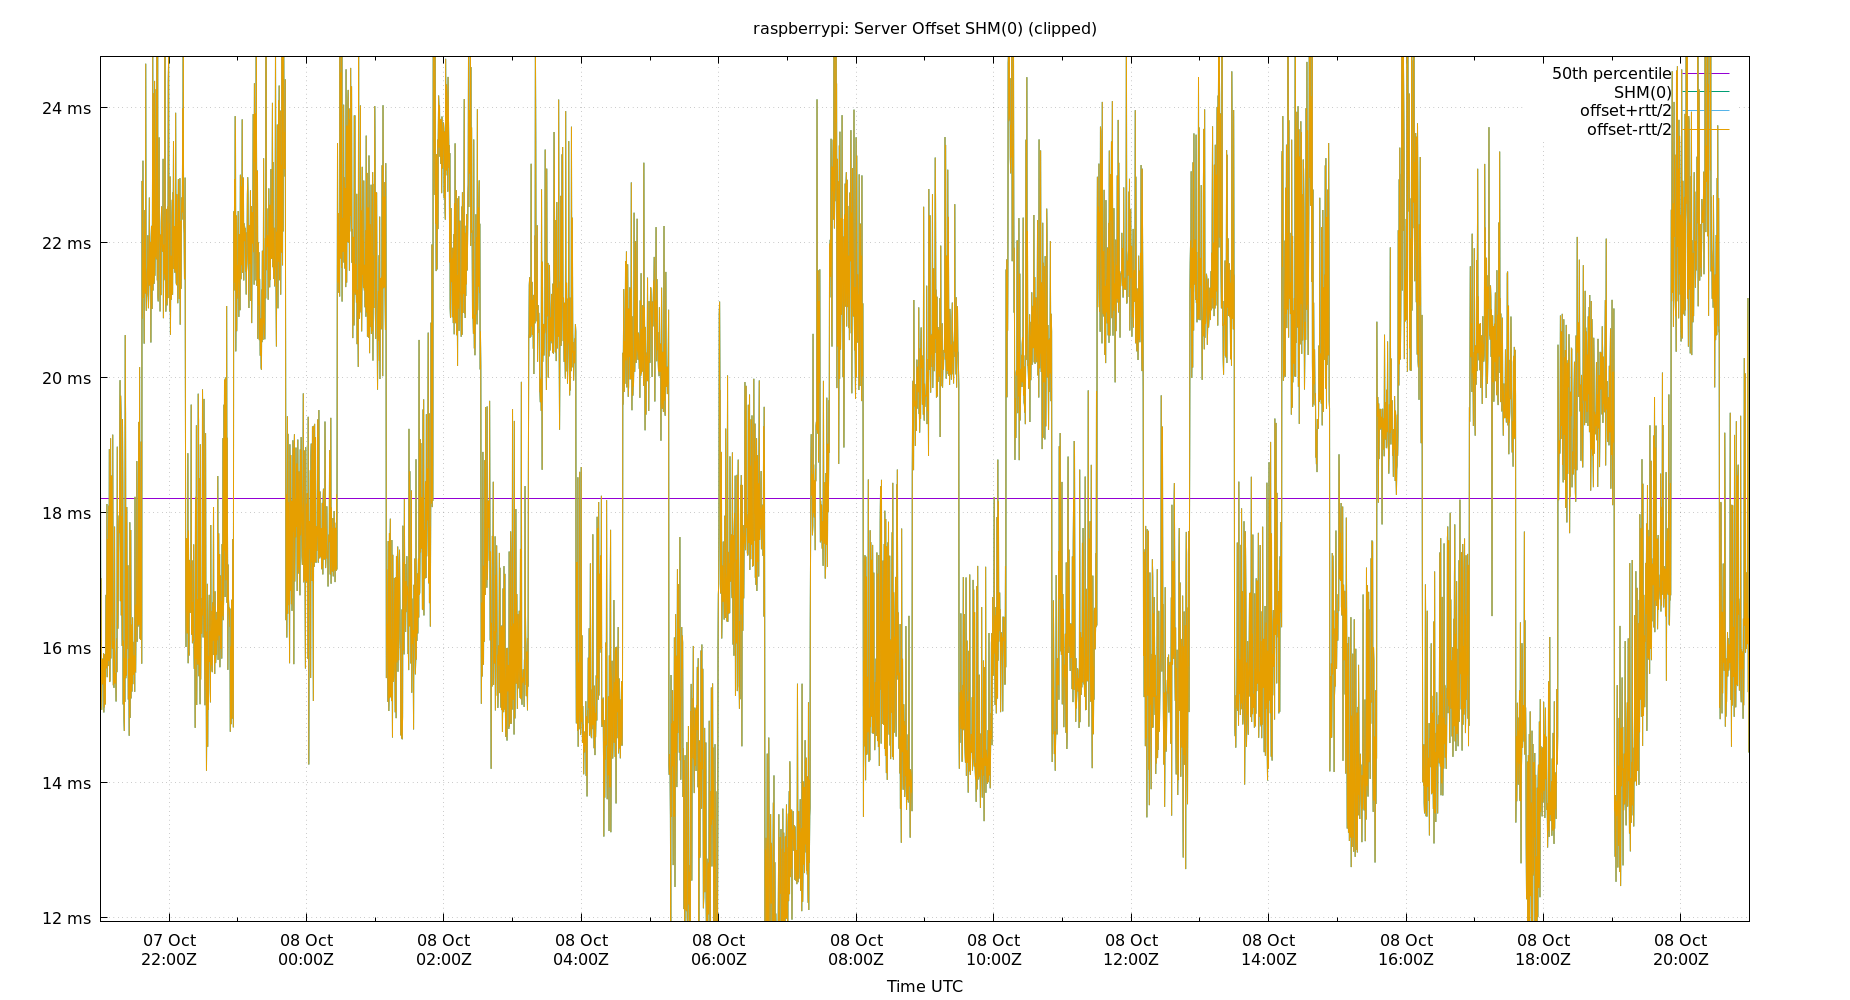 raspberrypi: Server Offset SHM(0) (clipped)
50th percentile
SHM(0)
offset+rtt/2
offset-rtt/2
24 ms
22 ms
20 ms
18 ms
16 ms
14 ms
12 ms
07 Oct 08 Oct 08 Oct 08 Oct 08 Oct 08 Oct 08 Oct 08 Oct 08 Oct 08 Oct 08 Oct 08 Oct
22:00Z 00:00Z 02:00Z 04:00Z 06:00Z 08:00Z 10:00Z 12:00Z 14:00Z 16:00Z 18:00Z 20:00Z
Time UTC